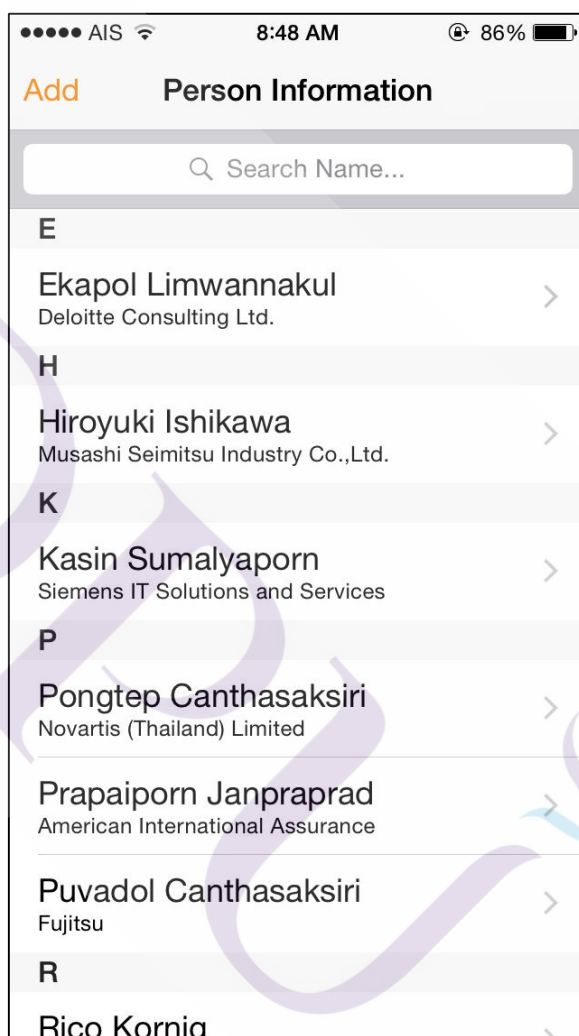 AIS 8:48 AM 86%
Add Person Information
Search Name...
E
Ekapol Limwannakul
Deloitte Consulting Ltd.
H
Hiroyuki Ishikawa
Musashi Seimitsu Industry Co.,Ltd.
K
Kasin Sumalyaporn
Siemens IT Solutions and Services
P
Pongtep Canthasaksiri
Novartis (Thailand) Limited
Prapaiporn Janpraprad
American International Assurance
Puvadol Canthasaksiri
Fujitsu
R
Rico Kornig